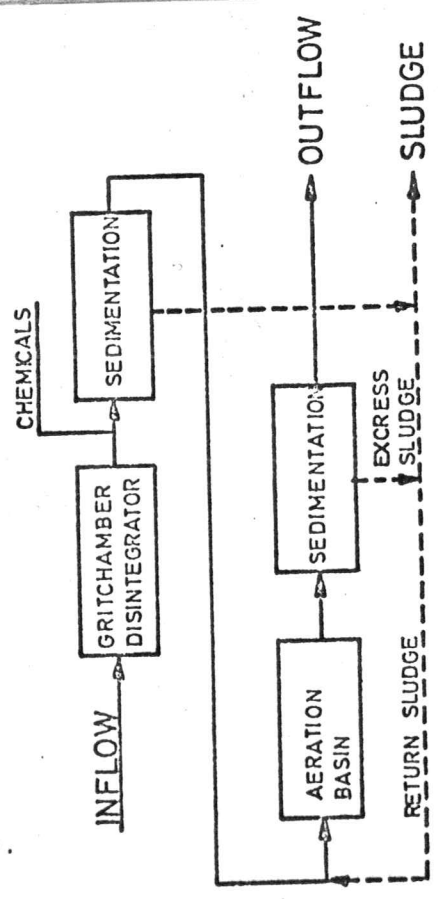 CHEMICALS
INFLOW
GRITCHAMBER
DISINTEGRATOR
SEDIMENTATION
AERATION
BASIN
SEDIMENTATION
OUTFLOW
EXCRESS
SLUDGE
RETURN SLUDGE
SLUDGE